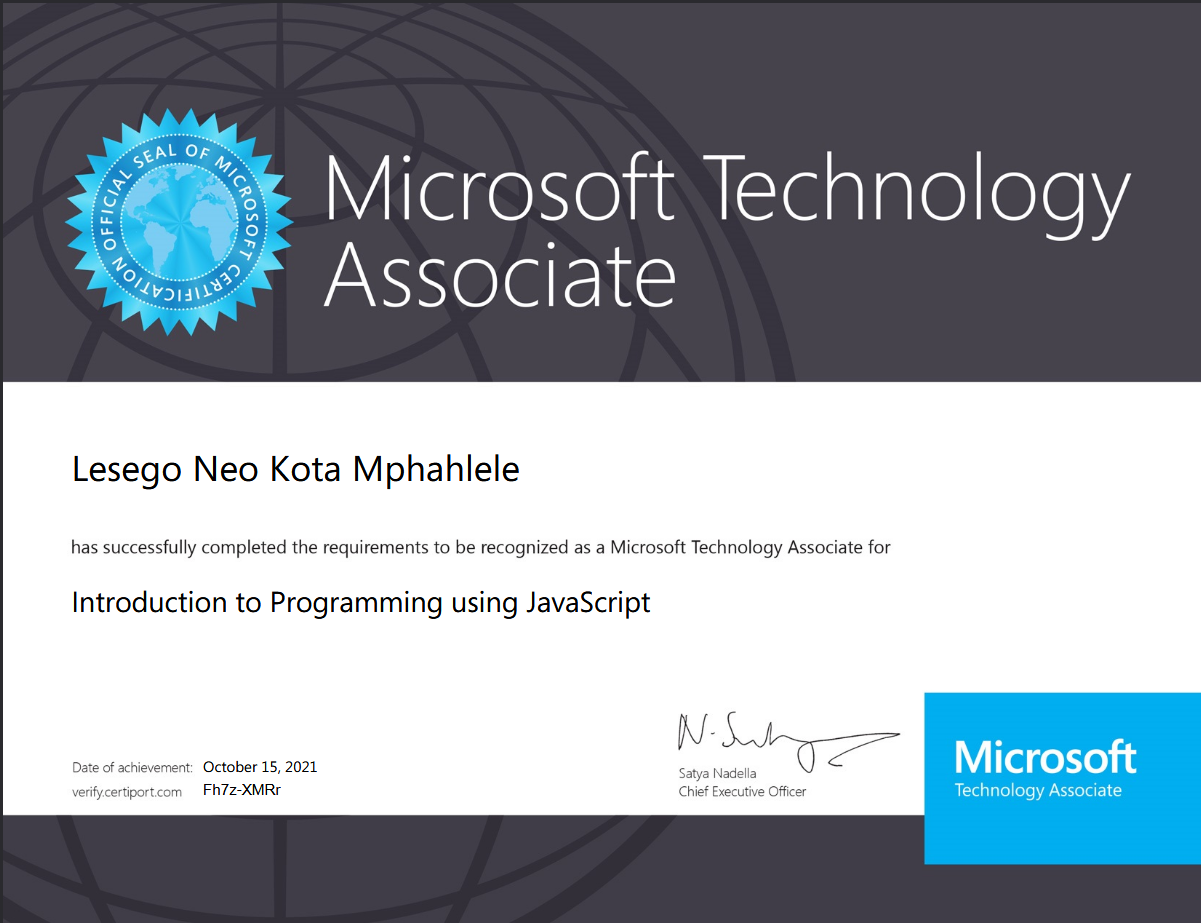 OFFICIAL SEAL OF MICROSOFT CERTIFICATION
Microsoft Technology
Associate
Lesego Neo Kota Mphahlele
has successfully completed the requirements to be recognized as a Microsoft Technology Associate for
Introduction to Programming using JavaScript
Date of achievement: October 15, 2021
verify.certiport.com Fh7z-XMRr
Satya Nadella
Chief Executive Officer
Microsoft
Technology Associate